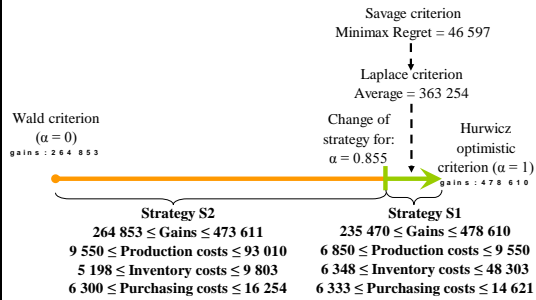 Savage criterion
Minimax Regret = 46 597
Laplace criterion
Average = 363 254
Wald criterion
(α = 0)
gains : 264 853
Change of
strategy for:
α = 0.855
Hurwicz
optimistic
criterion (α = 1)
gains : 478 610
Strategy S2
264 853 ≤ Gains ≤ 473 611
9 550 ≤ Production costs ≤ 93 010
5 198 ≤ Inventory costs ≤ 9 803
6 300 ≤ Purchasing costs ≤ 16 254
Strategy S1
235 470 ≤ Gains ≤ 478 610
6 850 ≤ Production costs ≤ 9 550
6 348 ≤ Inventory costs ≤ 48 303
6 333 ≤ Purchasing costs ≤ 14 621